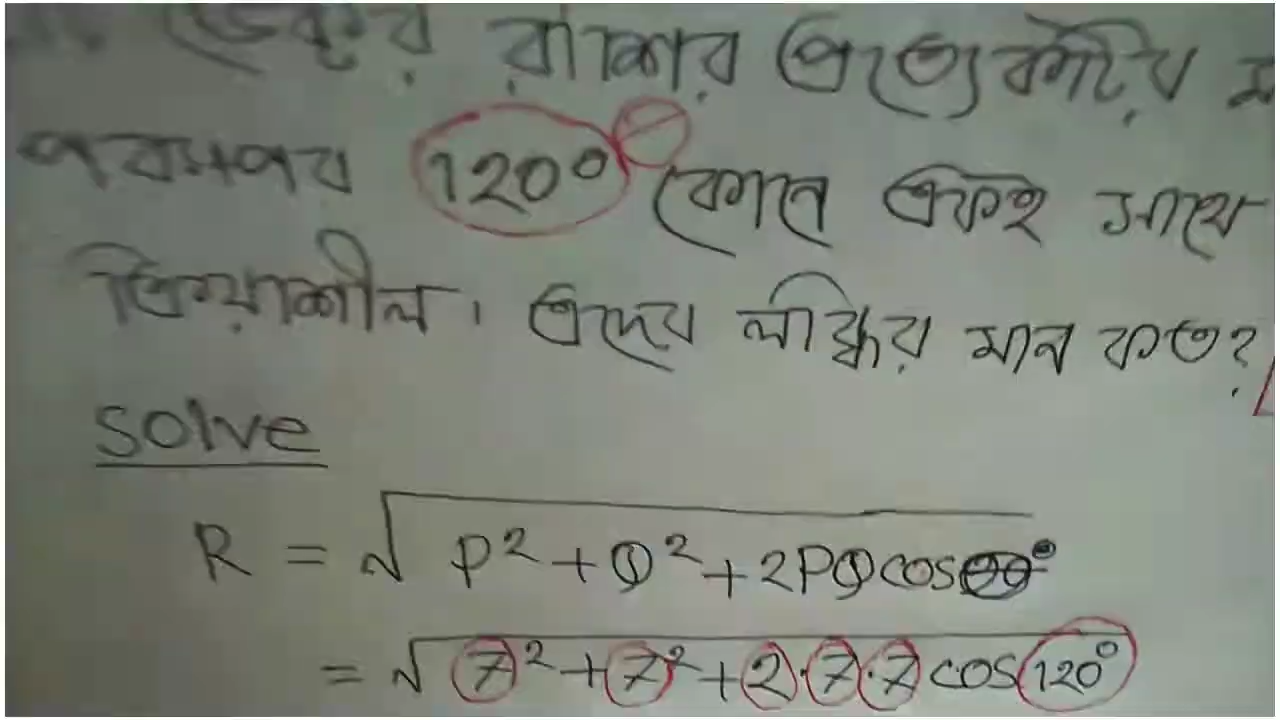 ভেক্টর রাশির প্রত্যেকটির
পরস্পর 120° কোনে একই সাথে
ক্রিয়াশীল। এদের লব্ধির মান কত?
Solve
R = √P² + Q² + 2PQ cos
= √7² + 7² + 2·7·7 cos 120°